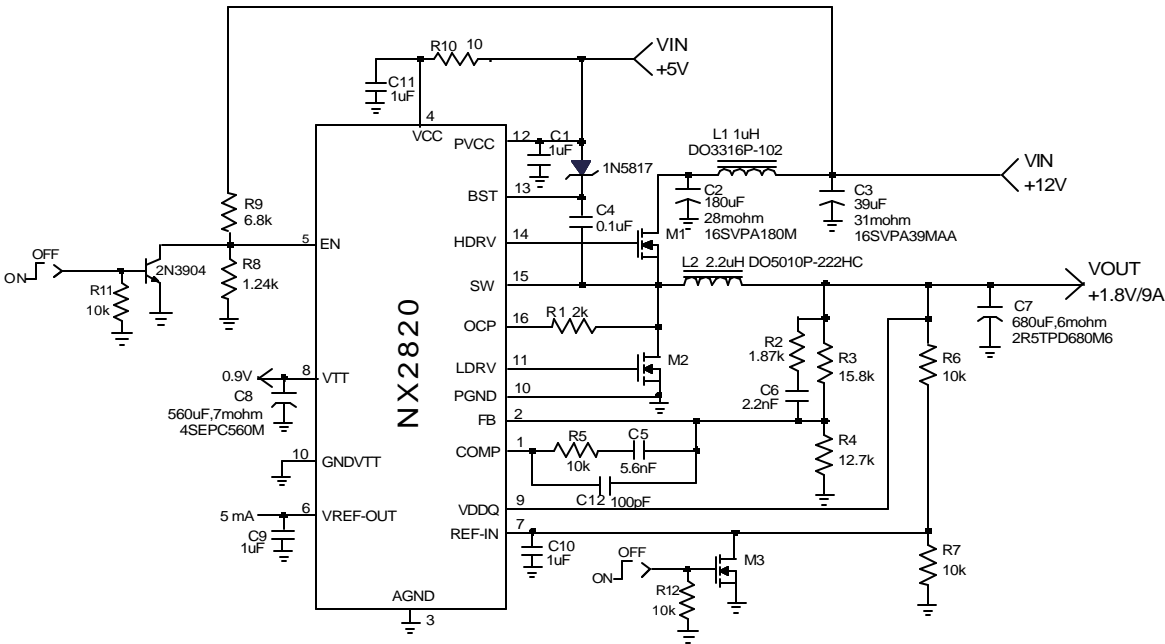 R10 10
VIN
+5V
C11
1uF
4
VCC
12
PVCC
C1
1uF
L1 1uH
DO3316P-102
1N5817
VIN
+12V
13
BST
C2
180uF
28mohm
16SVPA180M
C3
39uF
31mohm
16SVPA39MAA
R9
6.8k
C4
0.1uF
M1
5
EN
14
HDRV
OFF
ON
2N3904
R8
1.24k
R11
10k
L2 2.2uH DO5010P-222HC
VOUT
+1.8V/9A
15
SW
C7
680uF,6mohm
2R5TPD680M6
16
OCP
R1 2k
R2
1.87k
R3
15.8k
R6
10k
NX2820
M2
11
LDRV
0.9V
8
VTT
10
PGND
C8
560uF,7mohm
4SEPC560M
C6
2.2nF
2
FB
R4
12.7k
1
COMP
R5
10k
C5
5.6nF
10
GNDVTT
C12 100pF
9
VDDQ
5 mA
6
VREF-OUT
7
REF-IN
C9
1uF
C10
1uF
OFF
ON
M3
R7
10k
R12
10k
AGND
3